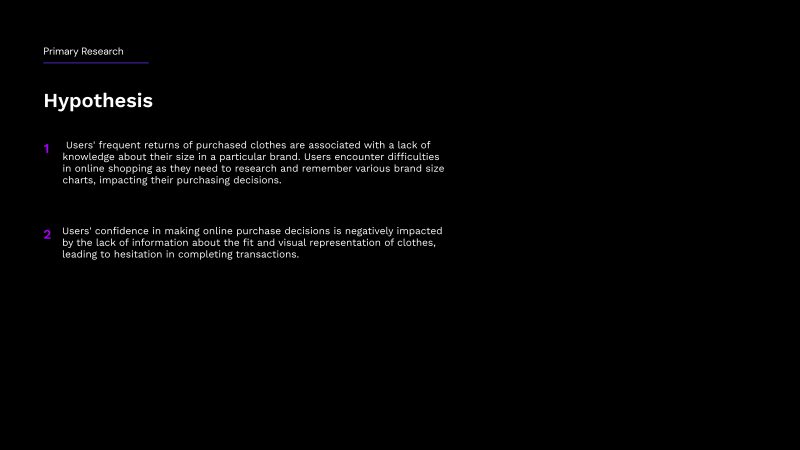 Primary Research
Hypothesis
1 Users' frequent returns of purchased clothes are associated with a lack of
knowledge about their size in a particular brand. Users encounter difficulties
in online shopping as they need to research and remember various brand size
charts, impacting their purchasing decisions.
2 Users' confidence in making online purchase decisions is negatively impacted
by the lack of information about the fit and visual representation of clothes,
leading to hesitation in completing transactions.